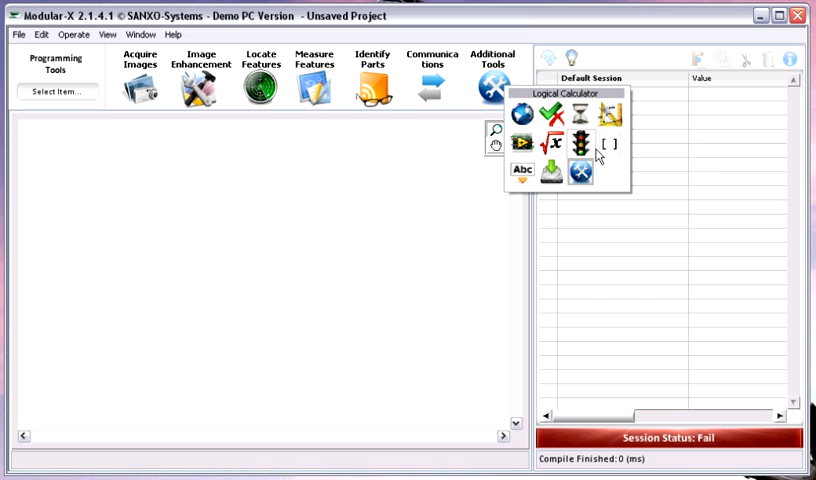 Modular-X 2.1.4.1 © SANXO-Systems - Demo PC Version - Unsaved Project
File Edit Operate View Window Help
Programming Tools
Select Item...
Acquire Images
Image Enhancement
Locate Features
Measure Features
Identify Parts
Communica tions
Additional Tools
Default Session Value
Logical Calculator
x
[ ]
Abc
Session Status: Fail
Compile Finished: 0 (ms)